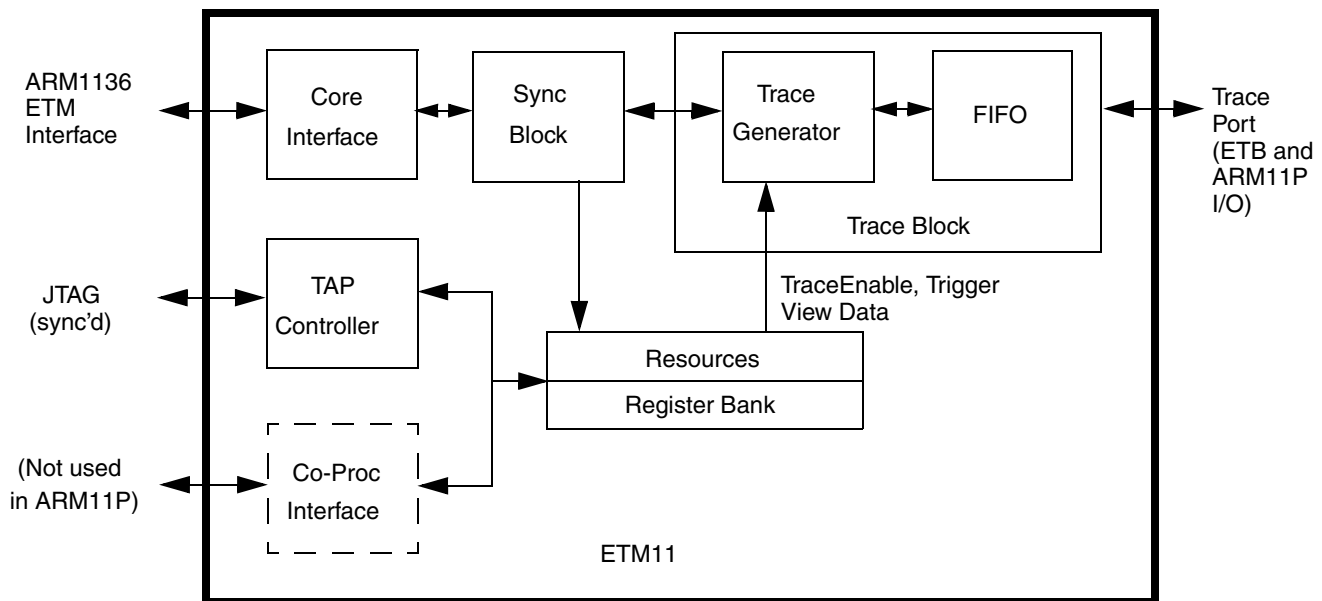 ARM1136
ETM
Interface
Core
Interface
Sync
Block
Trace
Generator
FIFO
Trace Block
Trace
Port
(ETB and
ARM11P
I/O)
JTAG
(sync'd)
TAP
Controller
TraceEnable, Trigger
View Data
Resources
Register Bank
(Not used
in ARM11P)
Co-Proc
Interface
ETM11